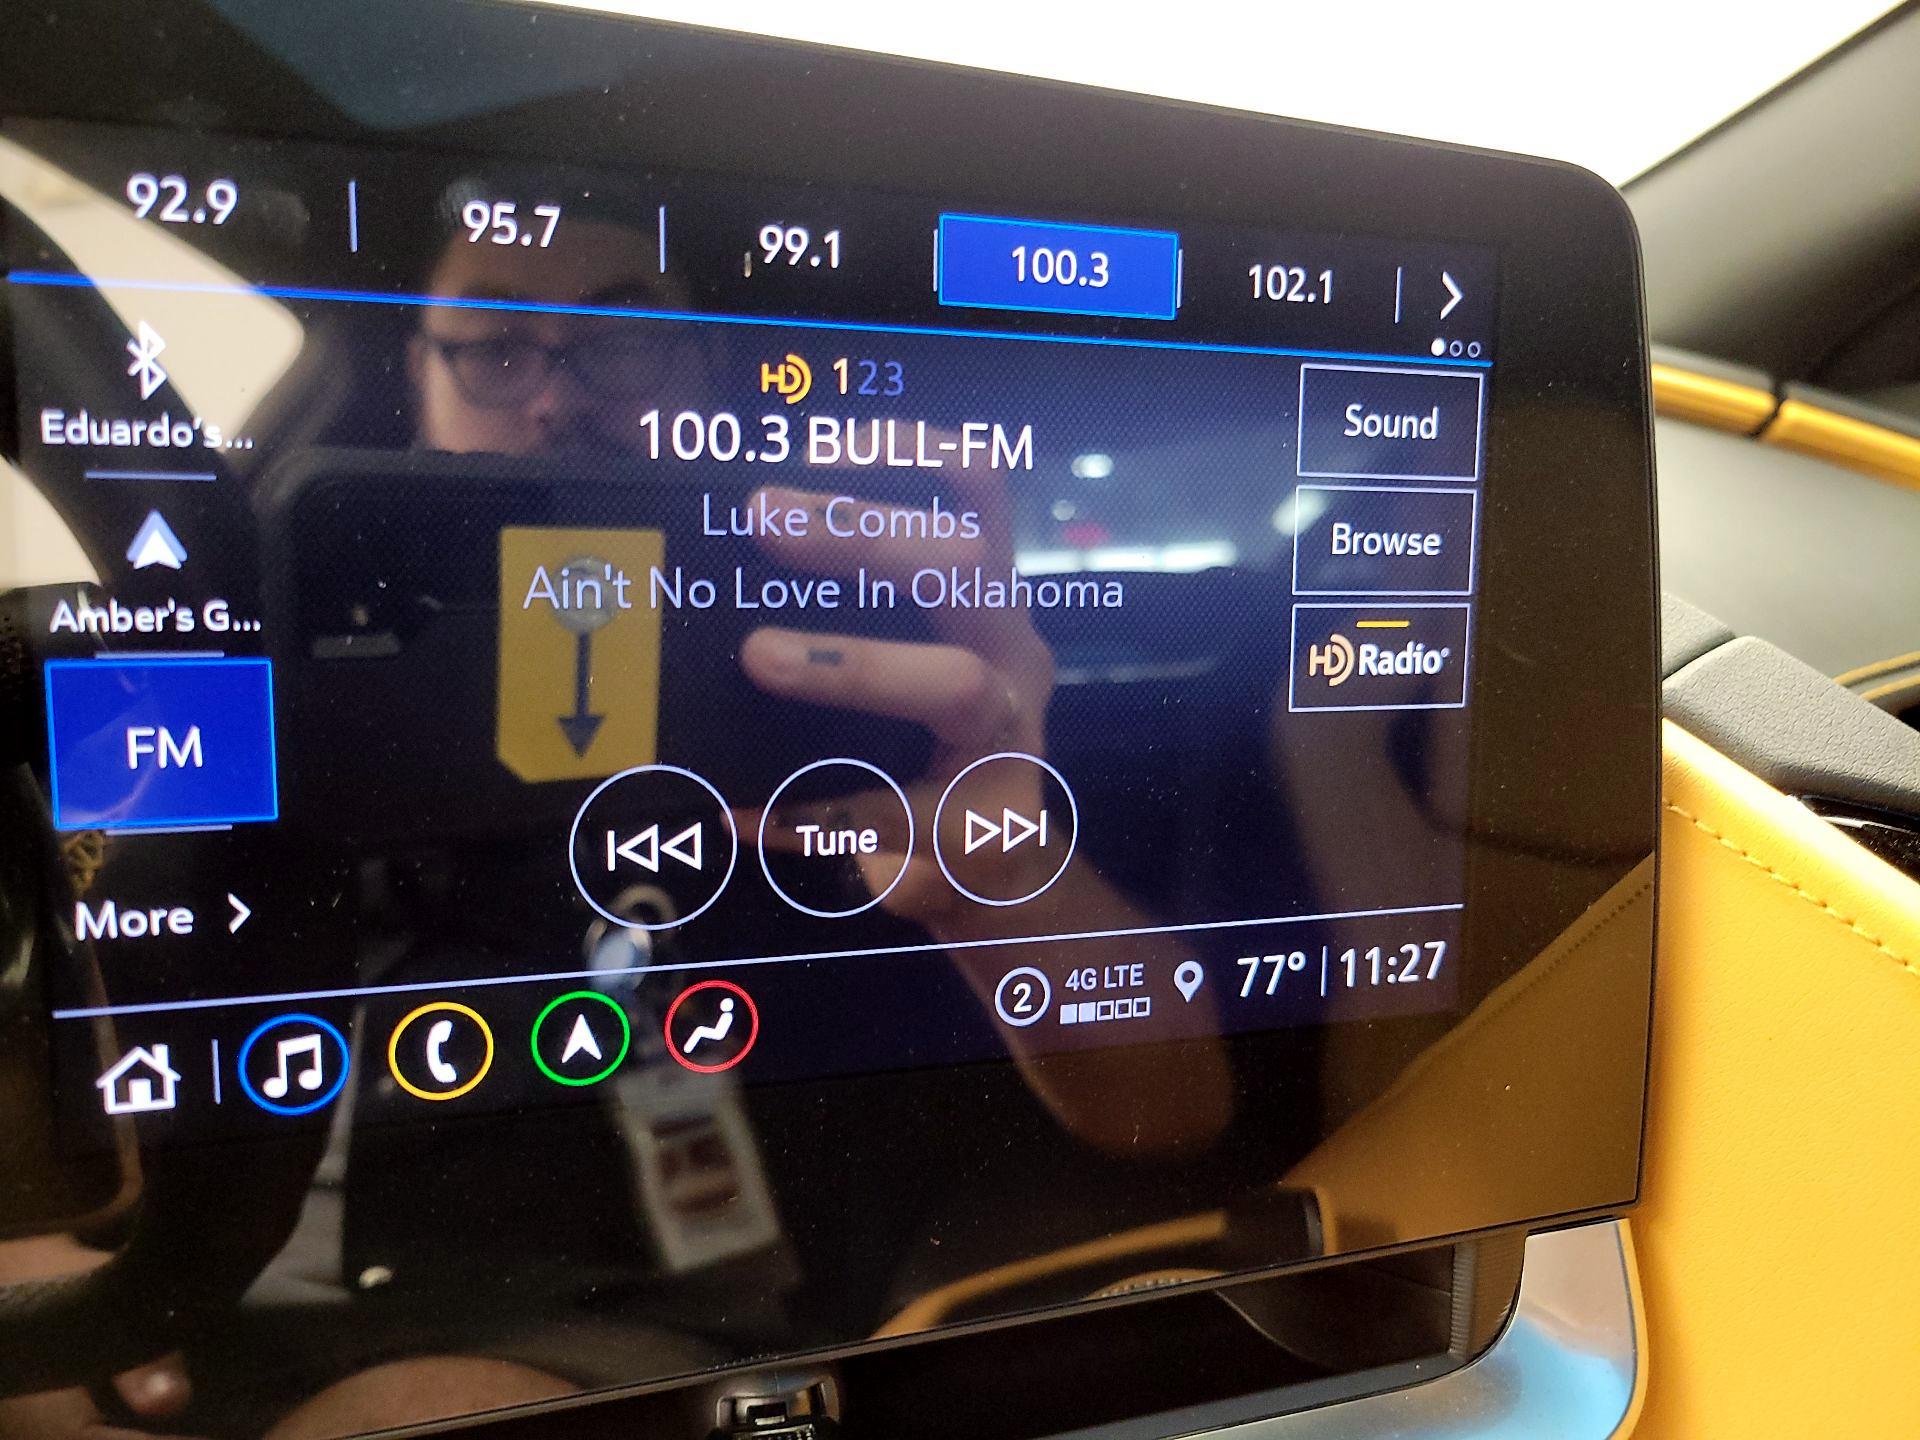 92.9 | 95.7 | 99.1 | 100.3 | 102.1
HD 123
100.3 BULL-FM
Luke Combs
Ain't No Love In Oklahoma
Eduardo's...
Amber's G...
FM
More
Sound
Browse
HD Radio®
Tune
2 4G LTE 77° | 11:27